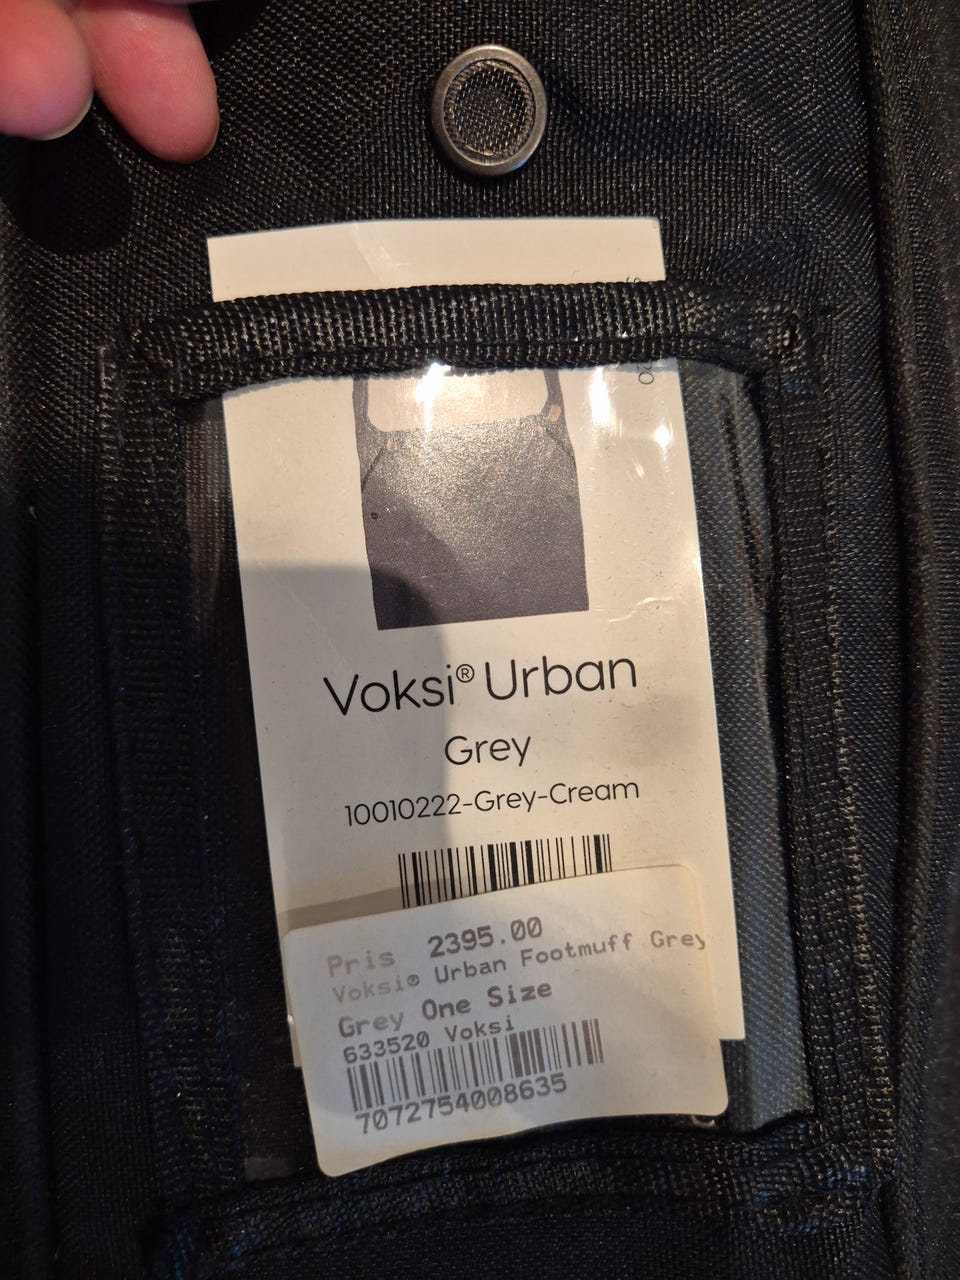 Voksi® Urban
Grey
10010222-Grey-Cream
Pris 2395.00
Voksi® Urban Footmuff Grey
Grey One Size
633520 Voksi
7072754008635